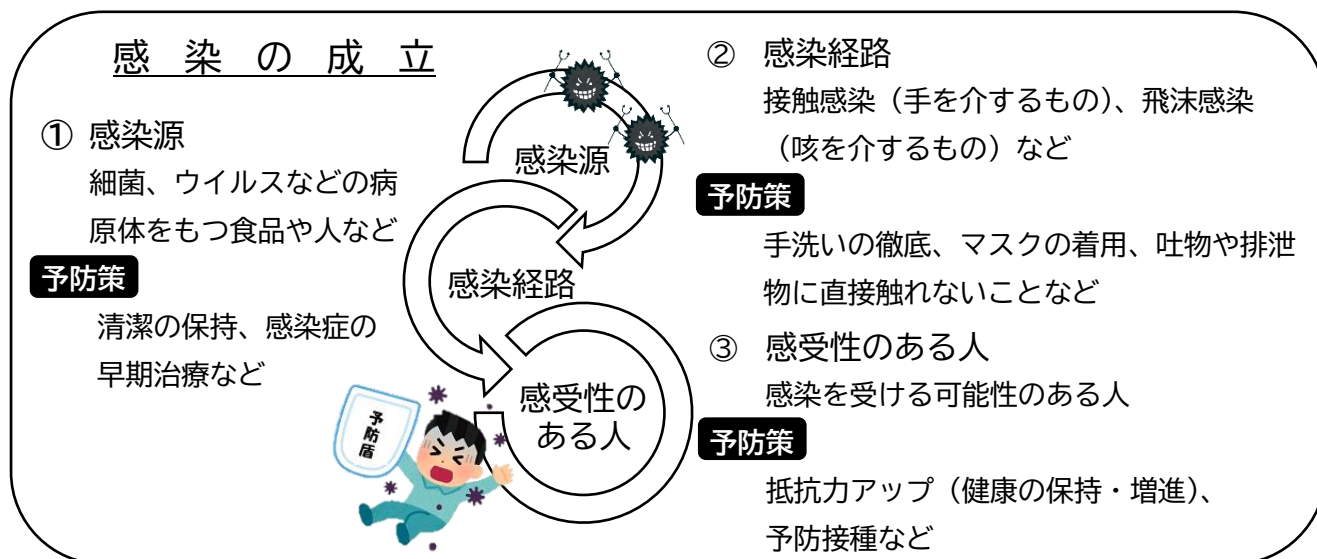 感染の成立
① 感染源
細菌、ウイルスなどの病
原体をもつ食品や人など
予防策
清潔の保持、感染症の
早期治療など
感染源
感染経路
感受性の
ある人
予防盾
② 感染経路
接触感染（手を介するもの）、飛沫感染
（咳を介するもの）など
予防策
手洗いの徹底、マスクの着用、吐物や排泄
物に直接触れないことなど
③ 感受性のある人
感染を受ける可能性のある人
予防策
抵抗力アップ（健康の保持・増進）、
予防接種など